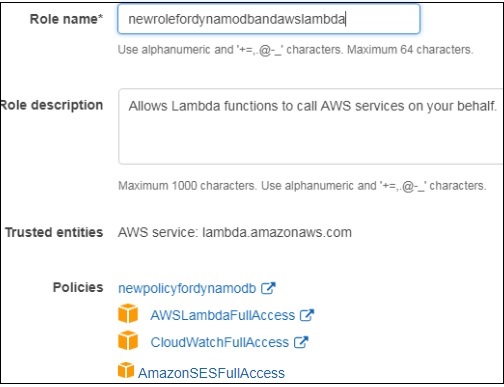 Role name* newrolefordynamodbandawslambda
Use alphanumeric and '+=,.@-_' characters. Maximum 64 characters.
Role description Allows Lambda functions to call AWS services on your behalf.
Maximum 1000 characters. Use alphanumeric and '+=,.@-_' characters.
Trusted entities AWS service: lambda.amazonaws.com
Policies newpolicyfordynamodb
AWSLambdaFullAccess
CloudWatchFullAccess
AmazonSESFullAccess